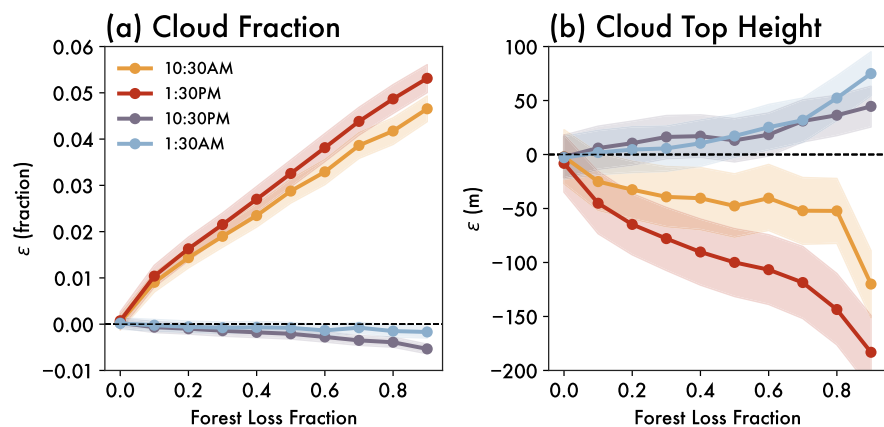 (a) Cloud Fraction
0.06
0.05
0.04
0.03
0.02
0.01
0.00
−0.01
ε (fraction)
10:30AM
1:30PM
10:30PM
1:30AM
0.0 0.2 0.4 0.6 0.8
Forest Loss Fraction
(b) Cloud Top Height
100
50
0
−50
−100
−150
−200
ε (m)
0.0 0.2 0.4 0.6 0.8
Forest Loss Fraction